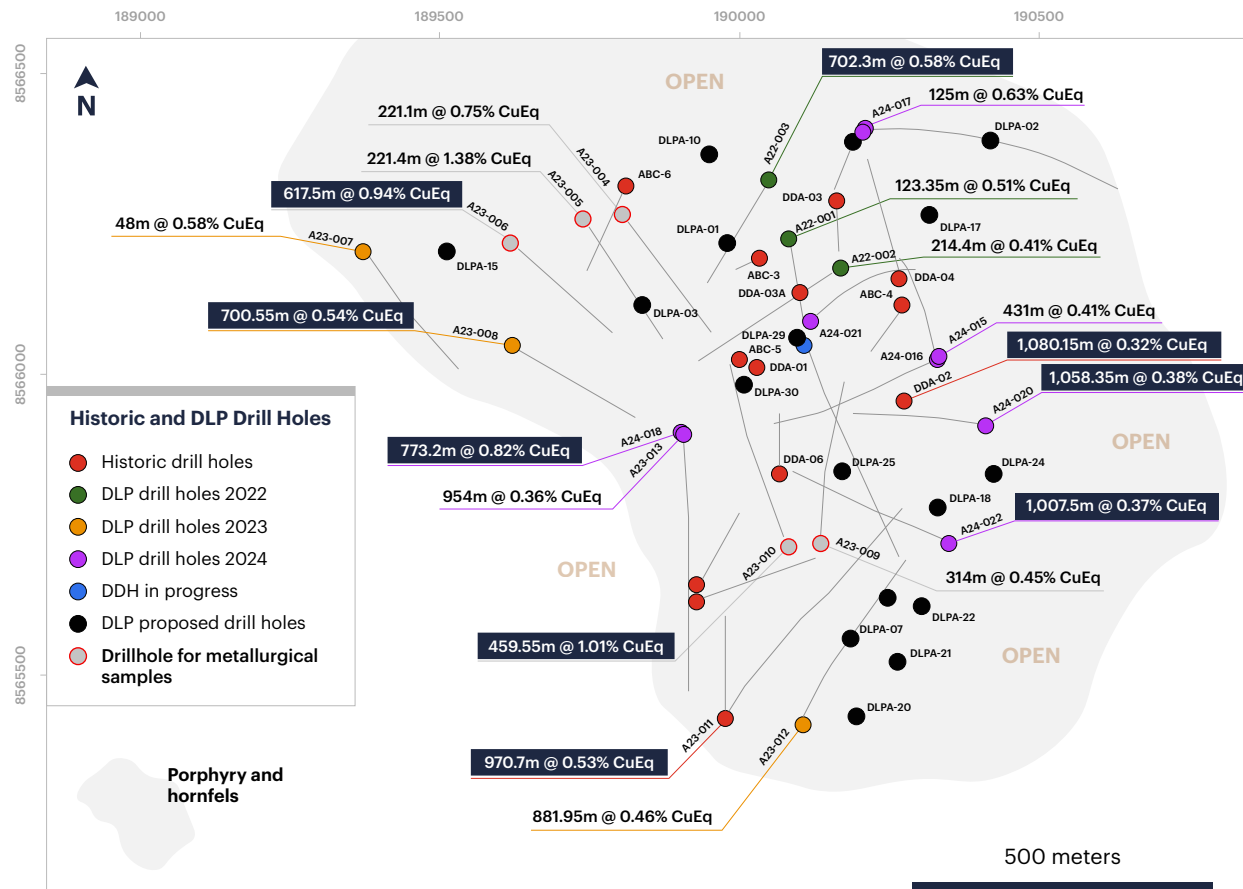 189000
189500
190000
190500
8566500
8566000
8565500
N
OPEN
702.3m @ 0.58% CuEq
A24-017
125m @ 0.63% CuEq
221.1m @ 0.75% CuEq
DLPA-10
A22-003
DLPA-02
221.4m @ 1.38% CuEq
A23-004
ABC-6
617.5m @ 0.94% CuEq
A23-005
DDA-03
123.35m @ 0.51% CuEq
48m @ 0.58% CuEq
A23-006
DLPA-01
A22-001
DLPA-17
A23-007
DLPA-15
ABC-3
A22-002
214.4m @ 0.41% CuEq
DDA-03A
DDA-04
ABC-4
700.55m @ 0.54% CuEq
A23-008
DLPA-03
DLPA-29
A24-021
A24-015
431m @ 0.41% CuEq
ABC-5
A24-016
1,080.15m @ 0.32% CuEq
DDA-01
DLPA-30
DDA-02
1,058.35m @ 0.38% CuEq
A24-020
Historic and DLP Drill Holes
Historic drill holes
DLP drill holes 2022
DLP drill holes 2023
DLP drill holes 2024
DDH in progress
DLP proposed drill holes
Drillhole for metallurgical
samples
A24-018
773.2m @ 0.82% CuEq
A23-013
954m @ 0.36% CuEq
DDA-06
DLPA-25
DLPA-24
OPEN
DLPA-18
1,007.5m @ 0.37% CuEq
A24-022
A23-010
A23-009
OPEN
314m @ 0.45% CuEq
DLPA-22
459.55m @ 1.01% CuEq
DLPA-07
DLPA-21
OPEN
DLPA-20
A23-011
A23-012
970.7m @ 0.53% CuEq
881.95m @ 0.46% CuEq
Porphyry and
hornfels
500 meters